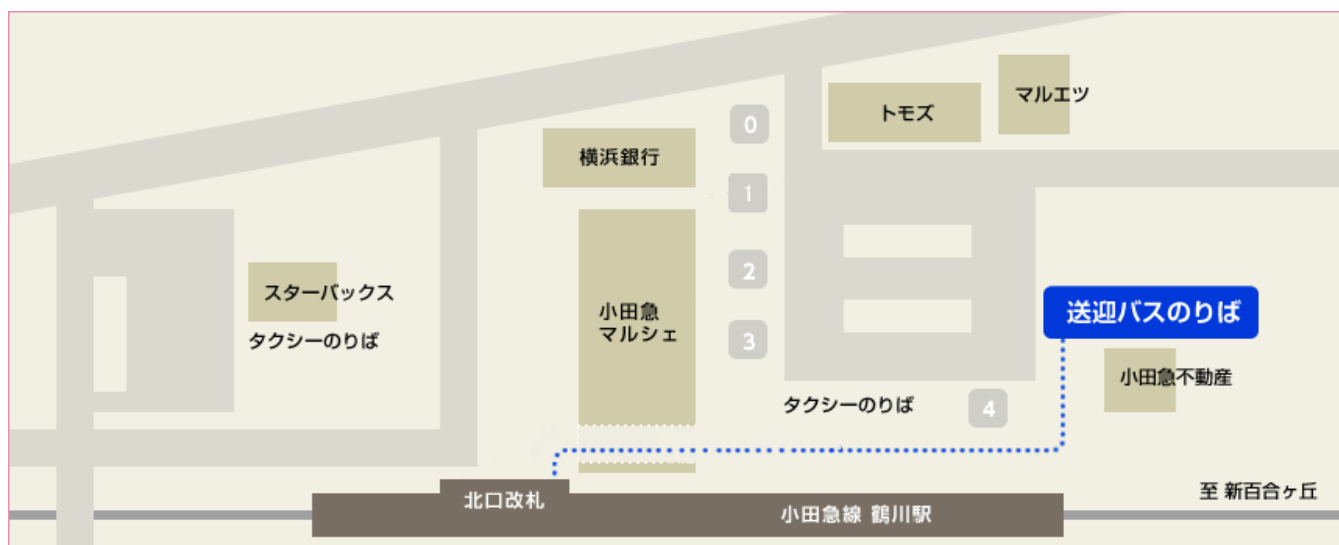 マルエツ
トモズ
0
横浜銀行
1
2
スターバックス
送迎バスのりば
小田急
マルシェ
3
タクシーのりば
小田急不動産
タクシーのりば
4
至 新百合ヶ丘
北口改札
小田急線 鶴川駅